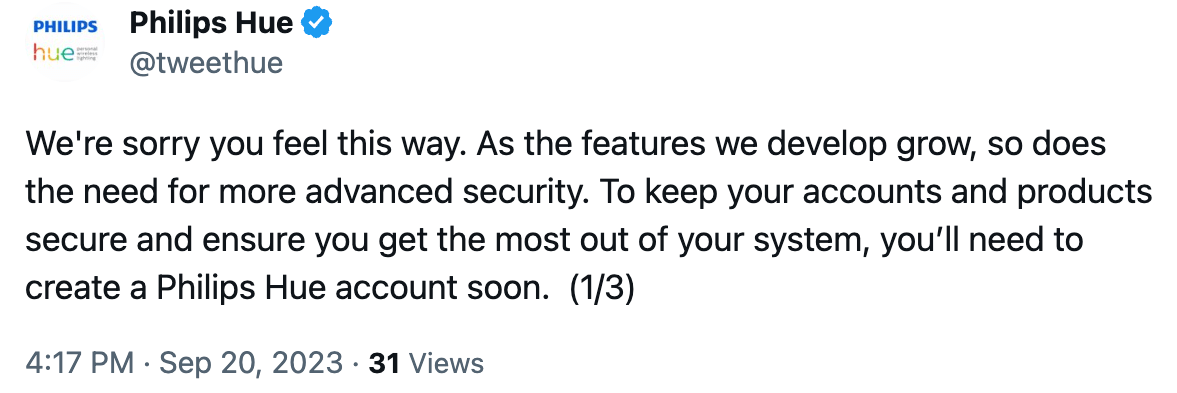 PHILIPS
hue personal wireless lighting
Philips Hue
@tweethue
We're sorry you feel this way. As the features we develop grow, so does
the need for more advanced security. To keep your accounts and products
secure and ensure you get the most out of your system, you’ll need to
create a Philips Hue account soon.  (1/3)
4:17 PM · Sep 20, 2023 · 31 Views